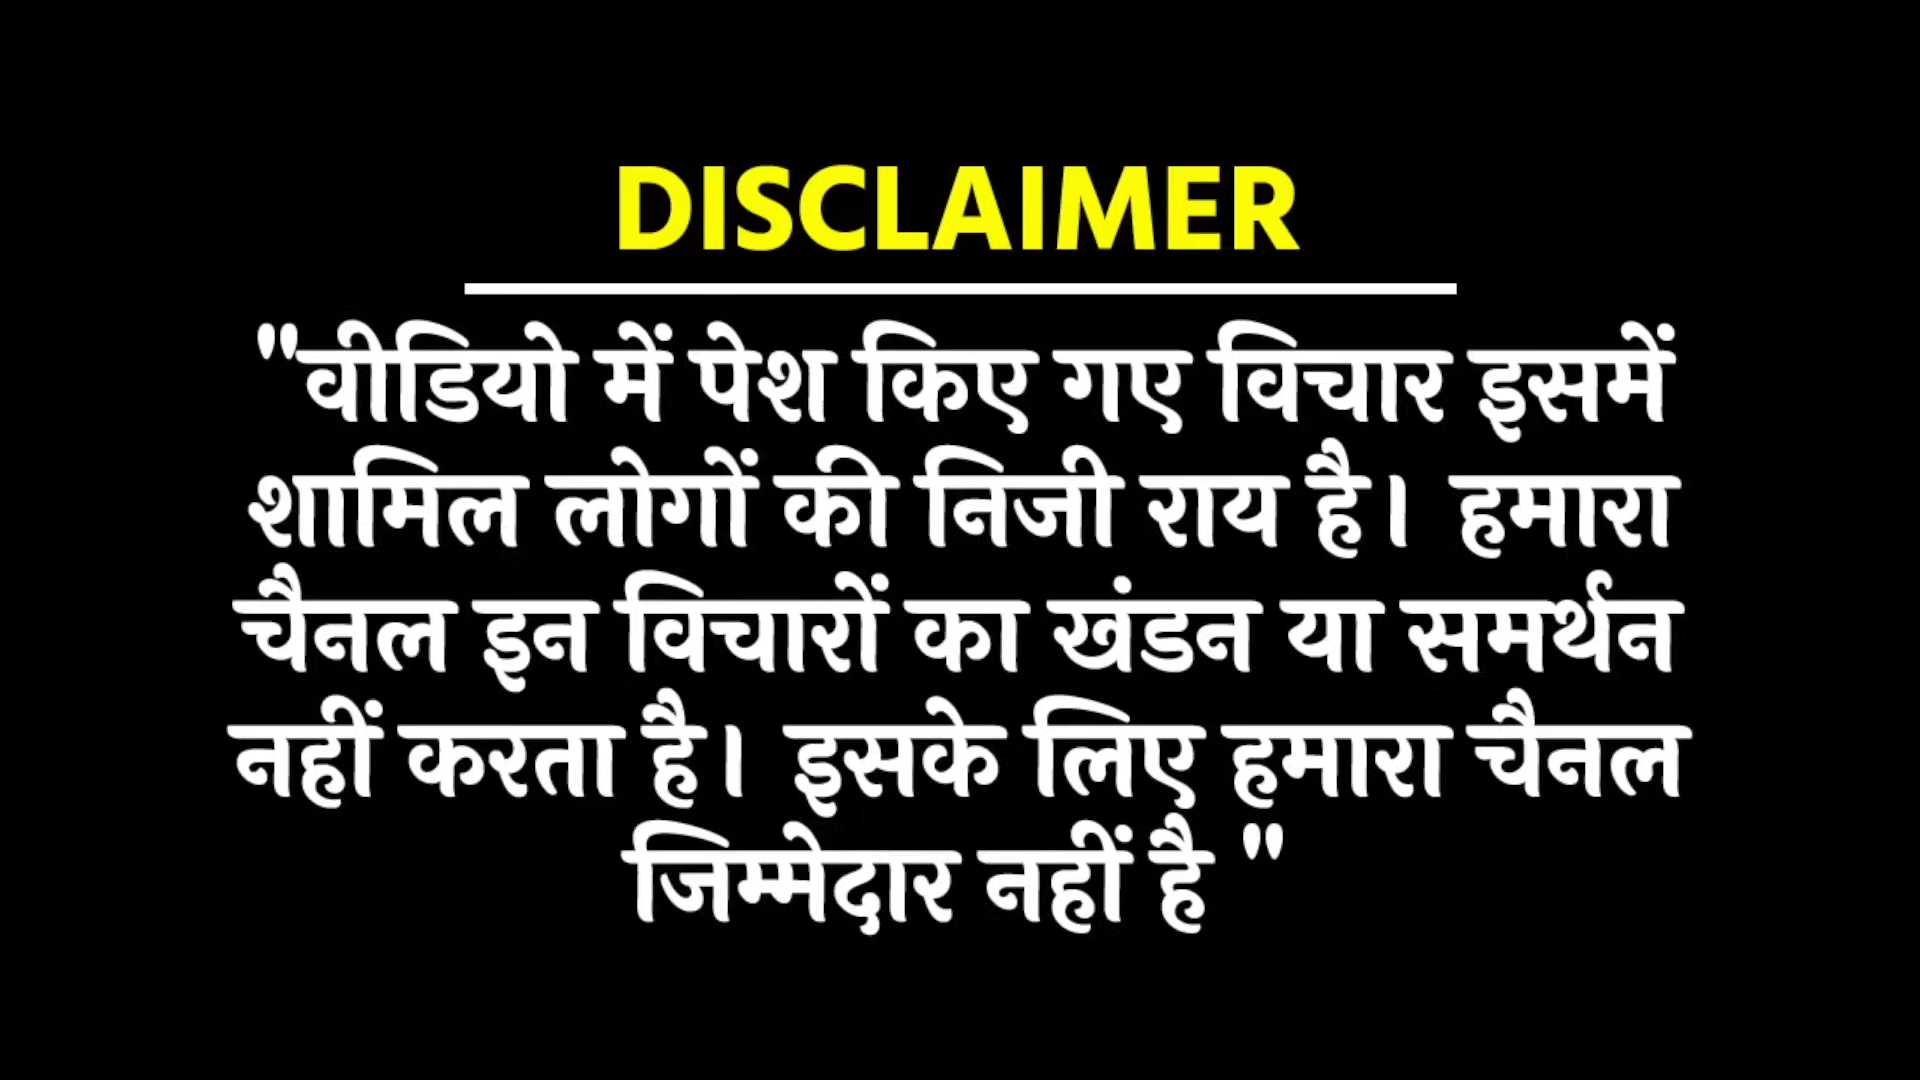 DISCLAIMER
"वीडियो में पेश किए गए विचार इसमें
शामिल लोगों की निजी राय है। हमारा
चैनल इन विचारों का खंडन या समर्थन
नहीं करता है। इसके लिए हमारा चैनल
जिम्मेदार नहीं है "